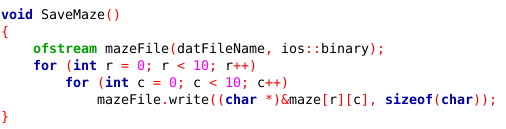 void SaveMaze()
{
    ofstream mazeFile(datFileName, ios::binary);
    for (int r = 0; r < 10; r++)
        for (int c = 0; c < 10; c++)
            mazeFile.write((char *)&maze[r][c], sizeof(char));
}